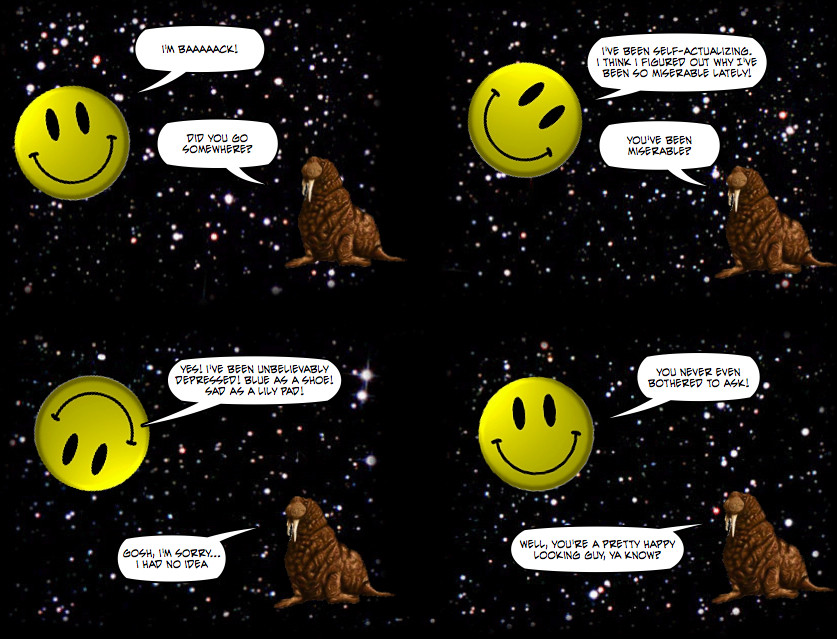 I'M BAAAAACK!
DID YOU GO
SOMEWHERE?
I'VE BEEN SELF-ACTUALIZING.
I THINK I FIGURED OUT WHY I'VE
BEEN SO MISERABLE LATELY!
YOU'VE BEEN
MISERABLE?
YES! I'VE BEEN UNBELIEVABLY
DEPRESSED! BLUE AS A SHOE!
SAD AS A LILY PAD!
GOSH, I'M SORRY...
I HAD NO IDEA
YOU NEVER EVEN
BOTHERED TO ASK!
WELL, YOU'RE A PRETTY HAPPY
LOOKING GUY, YA KNOW?